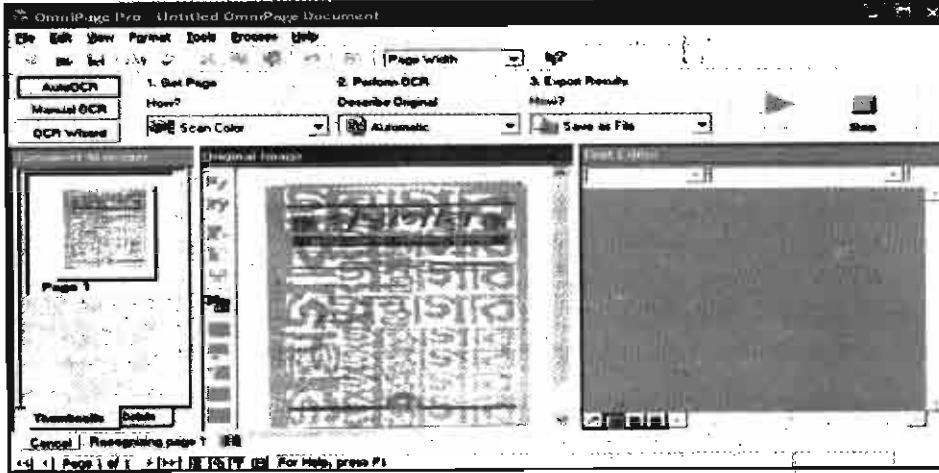 OmniPage Pro - Untitled OmniPage Document
File Edit View Format Tools Process Help
Page Width
AutoOCR
Manual OCR
OCR Wizard
1. Get Page
How?
Scan Color
2. Perform OCR
Describe Original
Automatic
3. Export Results
How?
Save as File
Stop
Document Manager
Original Image
Text Editor
Page 1
Thumbnails Details
Cancel Recognizing page 1
Page 1 of 1 For Help, press F1